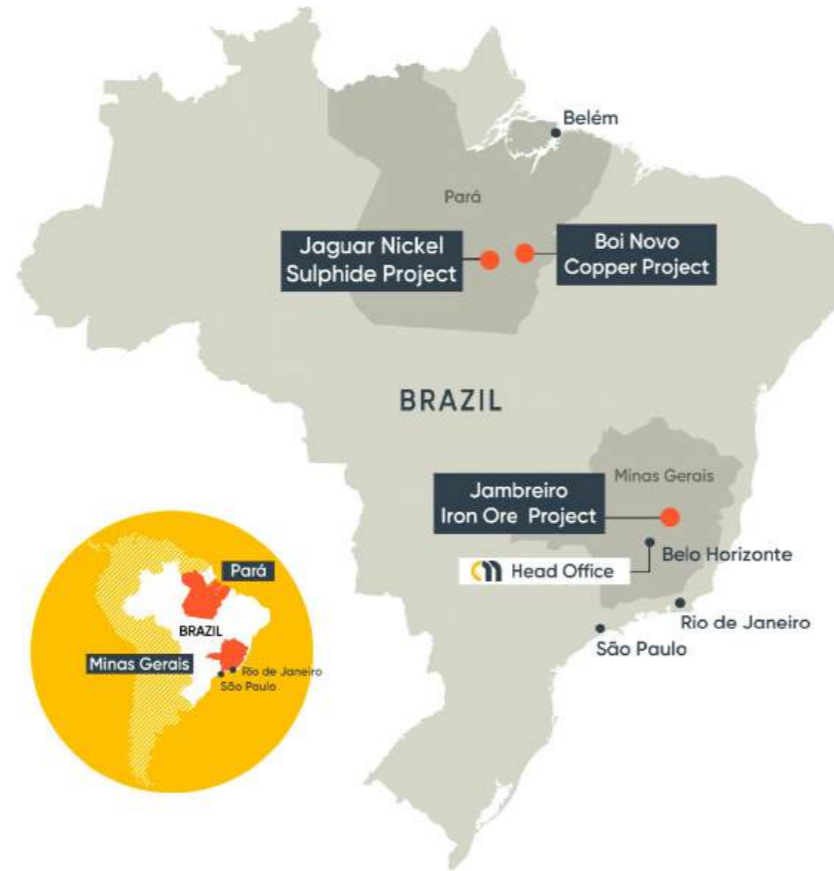 Belém
Pará
Jaguar Nickel
Sulphide Project
Boi Novo
Copper Project
BRAZIL
Minas Gerais
Jambreiro
Iron Ore Project
Belo Horizonte
Head Office
Rio de Janeiro
São Paulo
Pará
BRAZIL
Minas Gerais
Rio de Janeiro
São Paulo